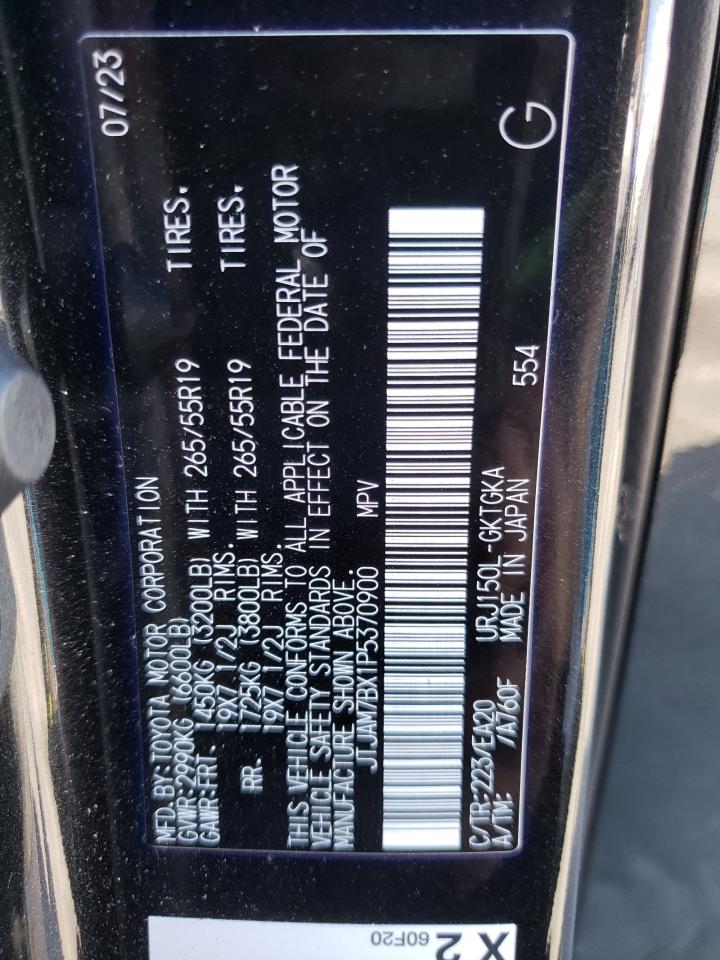 MFD. BY: TOYOTA MOTOR CORPORATION 07/23
GVWR: 2990KG (6600LB)
GAWR: FRT. 1450KG (3200LB) WITH 265/55R19 TIRES.
19X7 1/2J RIMS.
RR. 1725KG (3800LB) WITH 265/55R19 TIRES.
19X7 1/2J RIMS.
THIS VEHICLE CONFORMS TO ALL APPLICABLE FEDERAL MOTOR
VEHICLE SAFETY STANDARDS IN EFFECT ON THE DATE OF
MANUFACTURE SHOWN ABOVE.
JTJAM7BX1P5370900 MPV
C/TR: 223/EA20 URJ150L-GKTGKA
A/TM: /A760F MADE IN JAPAN 554 G
X2
60F20